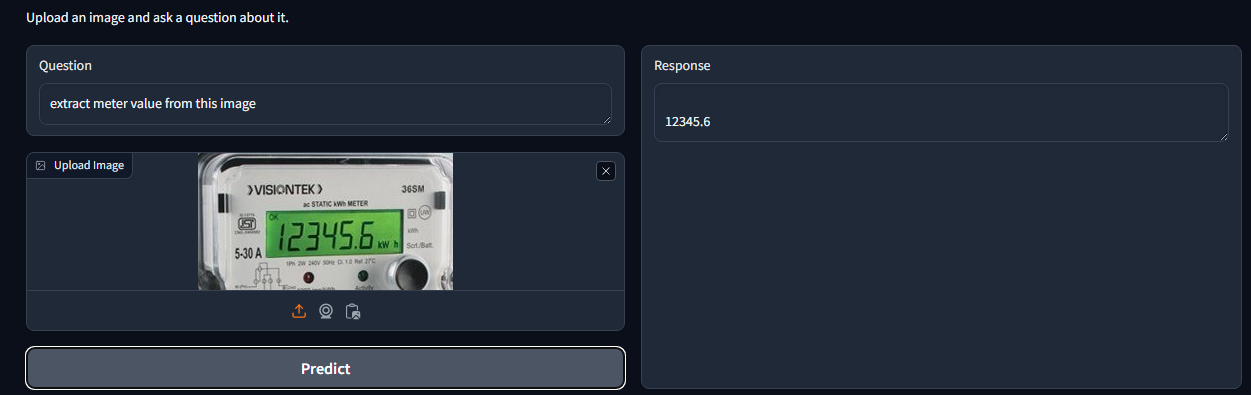 Upload an image and ask a question about it.
Question
extract meter value from this image
Response
12345.6
Upload Image
VISIONTEK
36SM
ac STATIC kWh METER
OK
12345.6 kW h
kWh
Scrl./Batt.
5-30 A
1Ph 2W 240V 50Hz Cl. 1.0 Ref 27°C
Activity
Predict